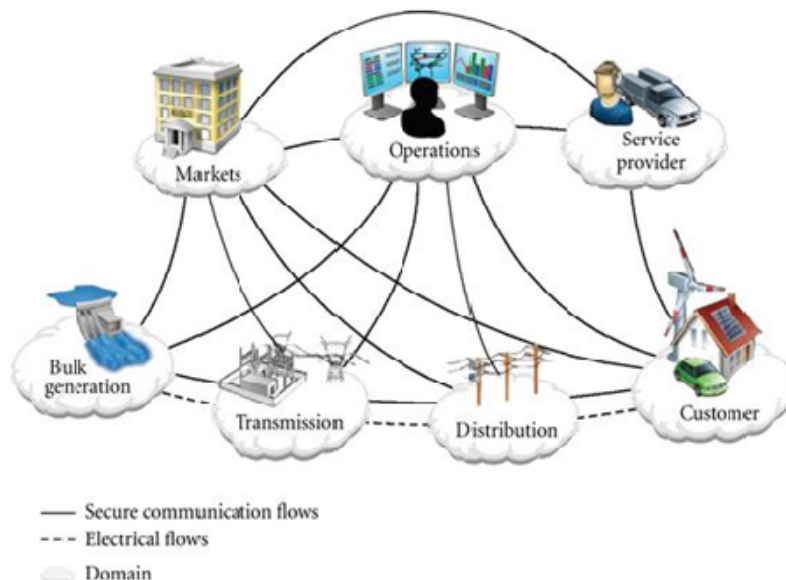 Markets
Operations
Service
provider
Bulk
generation
Transmission
Distribution
Customer
Secure communication flows
Electrical flows
Domain